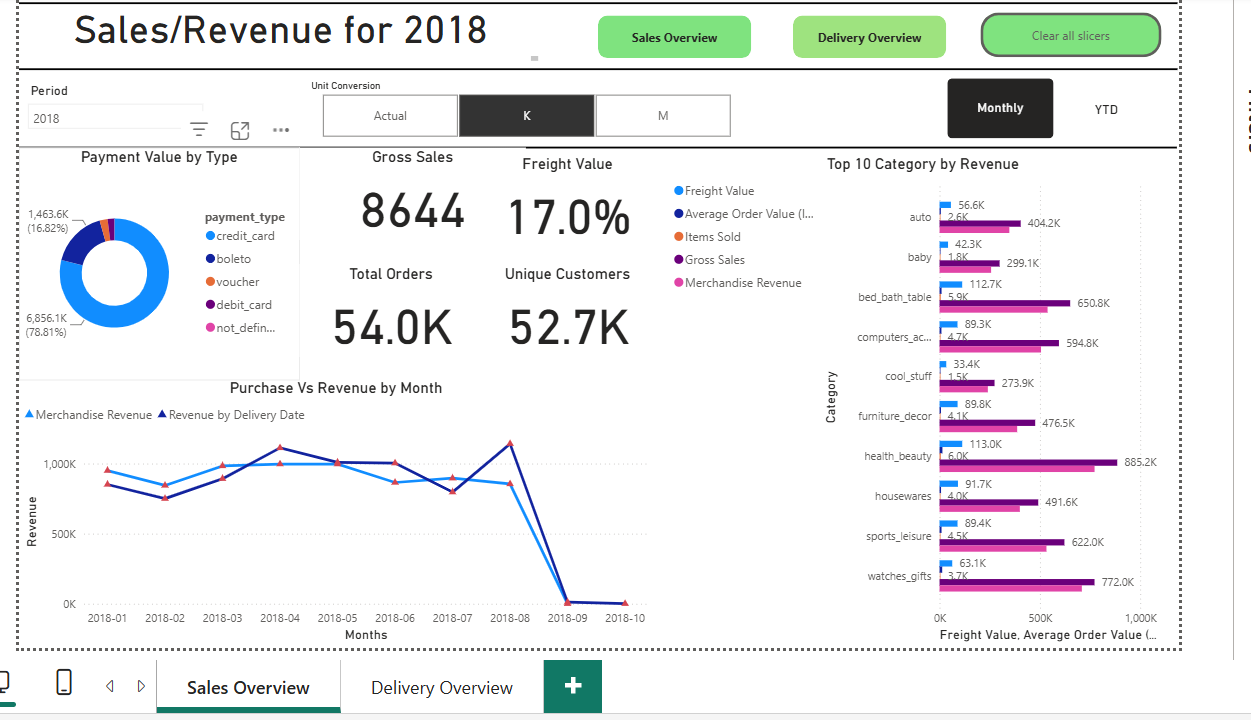 Sales/Revenue for 2018
Sales Overview
Delivery Overview
Clear all slicers
Period
2018
Unit Conversion
Actual
K
M
Monthly
YTD
Payment Value by Type
1,463.6K
(16.82%)
6,856.1K
(78.81%)
payment_type
credit_card
boleto
voucher
debit_card
not_defin...
Gross Sales
8644
Freight Value
17.0%
Total Orders
54.0K
Unique Customers
52.7K
Purchase Vs Revenue by Month
Merchandise Revenue
Revenue by Delivery Date
Revenue
1,000K
500K
0K
2018-01
2018-02
2018-03
2018-04
2018-05
2018-06
2018-07
2018-08
2018-09
2018-10
Months
Top 10 Category by Revenue
Freight Value
Average Order Value (I...
Items Sold
Gross Sales
Merchandise Revenue
Category
auto
56.6K
2.6K
404.2K
baby
42.3K
1.8K
299.1K
bed_bath_table
112.7K
5.9K
650.8K
computers_ac...
89.3K
4.7K
594.8K
cool_stuff
33.4K
1.5K
273.9K
furniture_decor
89.8K
4.1K
476.5K
health_beauty
113.0K
6.0K
885.2K
housewares
91.7K
4.0K
491.6K
sports_leisure
89.4K
4.5K
622.0K
watches_gifts
63.1K
3.7K
772.0K
0K
500K
1,000K
Freight Value, Average Order Value (...
Sales Overview
Delivery Overview